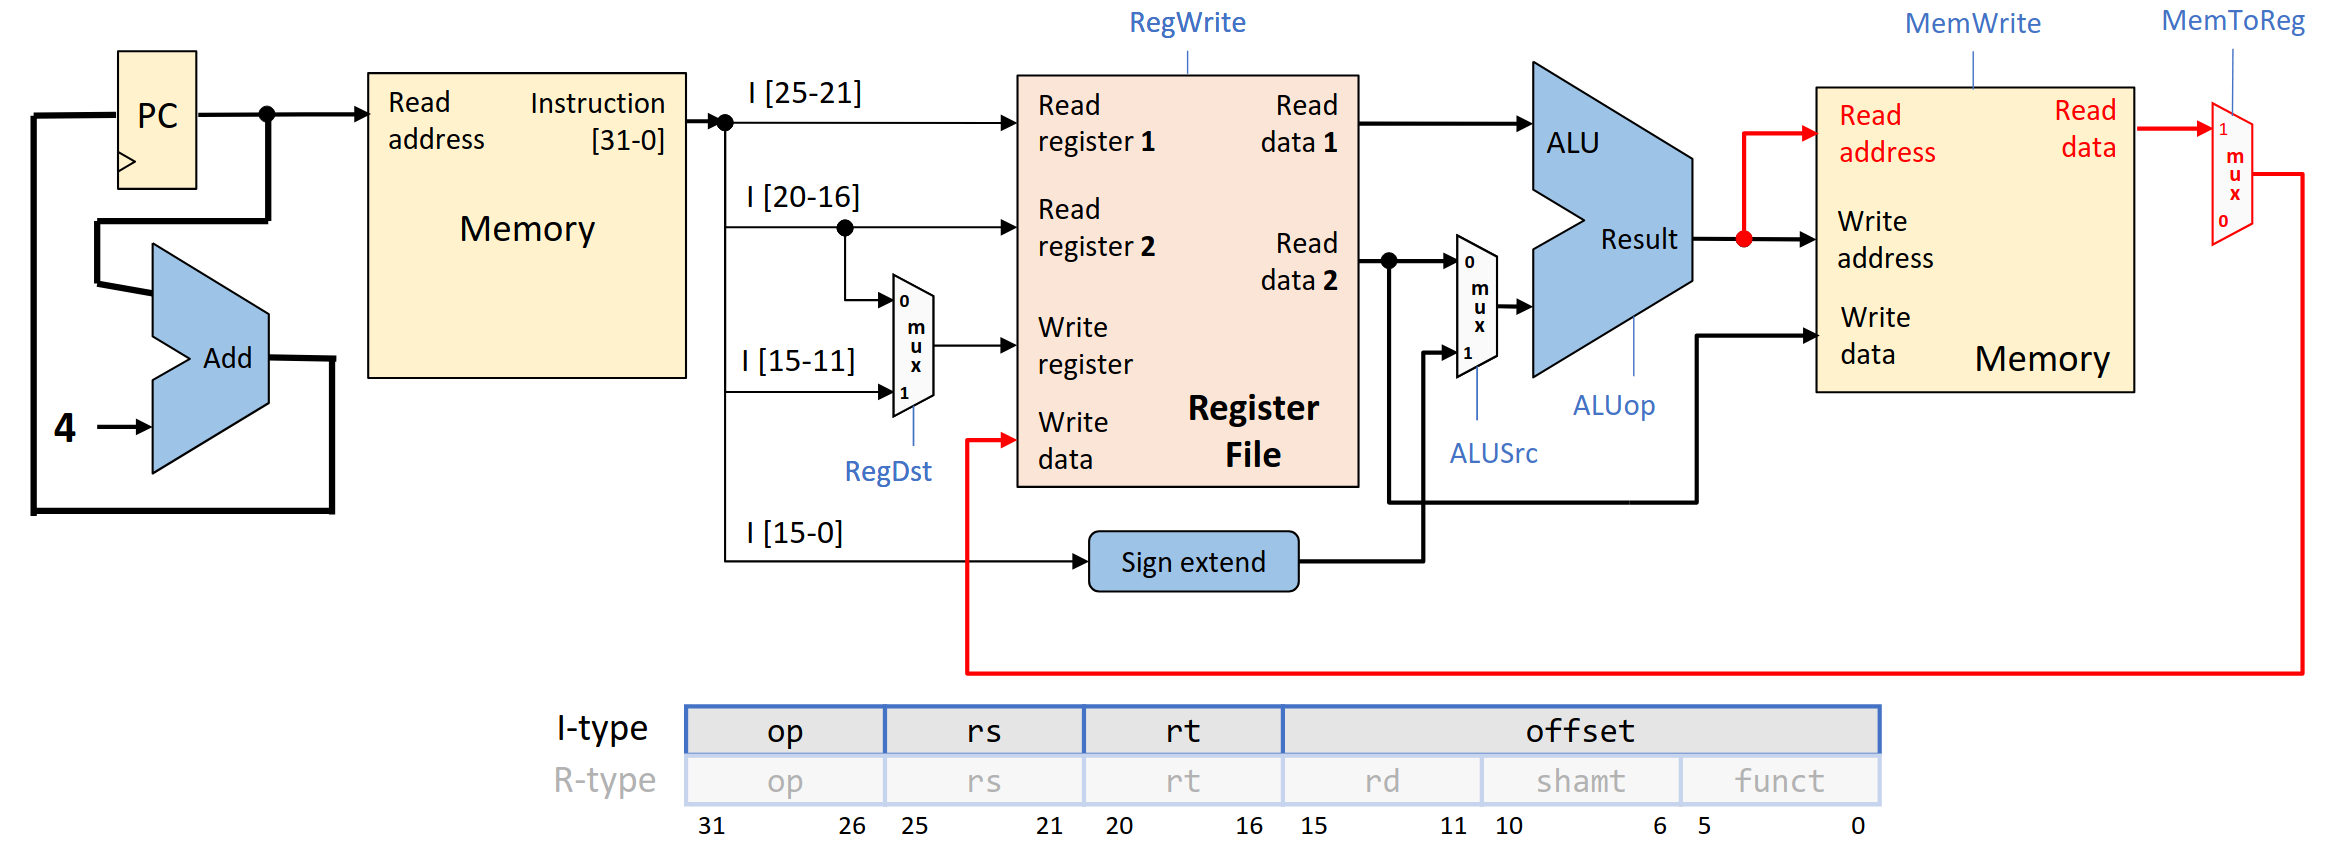 RegWrite
MemWrite
MemToReg
PC
Read
address
Instruction
[31-0]
Memory
Add
4
I [25-21]
I [20-16]
I [15-11]
I [15-0]
0
m
u
x
1
RegDst
Read
register 1
Read
register 2
Write
register
Write
data
Read
data 1
Read
data 2
Register
File
Sign extend
0
m
u
x
1
ALUSrc
ALU
Result
ALUop
Read
address
Write
address
Write
data
Read
data
Memory
1
m
u
x
0
I-type op rs rt offset
R-type op rs rt rd shamt funct
31 26 25 21 20 16 15 11 10 6 5 0